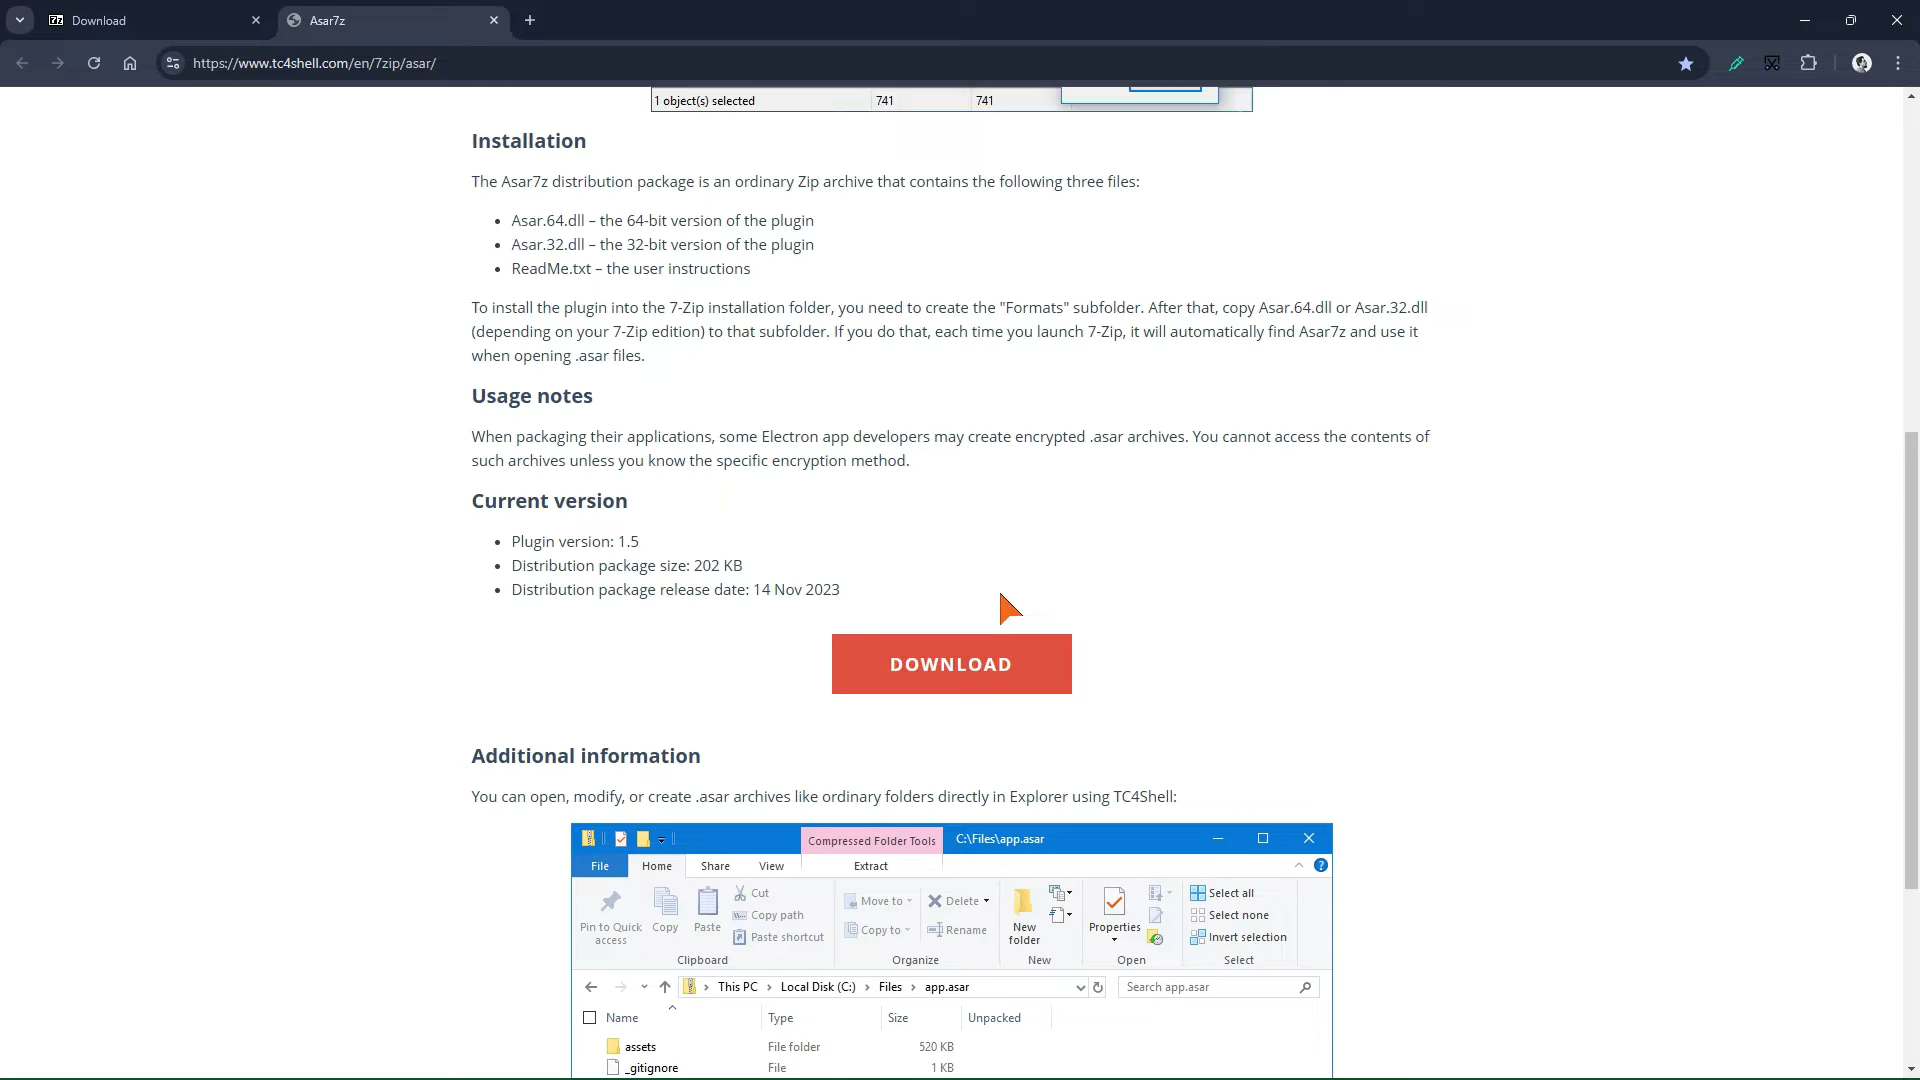 7z Download
Asar7z
https://www.tc4shell.com/en/7zip/asar/
1 object(s) selected 741 741
Installation
The Asar7z distribution package is an ordinary Zip archive that contains the following three files:
• Asar.64.dll – the 64-bit version of the plugin
• Asar.32.dll – the 32-bit version of the plugin
• ReadMe.txt – the user instructions
To install the plugin into the 7-Zip installation folder, you need to create the "Formats" subfolder. After that, copy Asar.64.dll or Asar.32.dll
(depending on your 7-Zip edition) to that subfolder. If you do that, each time you launch 7-Zip, it will automatically find Asar7z and use it
when opening .asar files.
Usage notes
When packaging their applications, some Electron app developers may create encrypted .asar archives. You cannot access the contents of
such archives unless you know the specific encryption method.
Current version
• Plugin version: 1.5
• Distribution package size: 202 KB
• Distribution package release date: 14 Nov 2023
DOWNLOAD
Additional information
You can open, modify, or create .asar archives like ordinary folders directly in Explorer using TC4Shell:
Compressed Folder Tools C:\Files\app.asar
File Home Share View Extract
Pin to Quick access
Copy
Paste
Cut
Copy path
Paste shortcut
Clipboard
Move to
Copy to
Delete
Rename
Organize
New folder
New
Properties
Open
Select all
Select none
Invert selection
Select
This PC › Local Disk (C:) › Files › app.asar
Search app.asar
Name Type Size Unpacked
assets File folder 520 KB
_gitignore File 1 KB